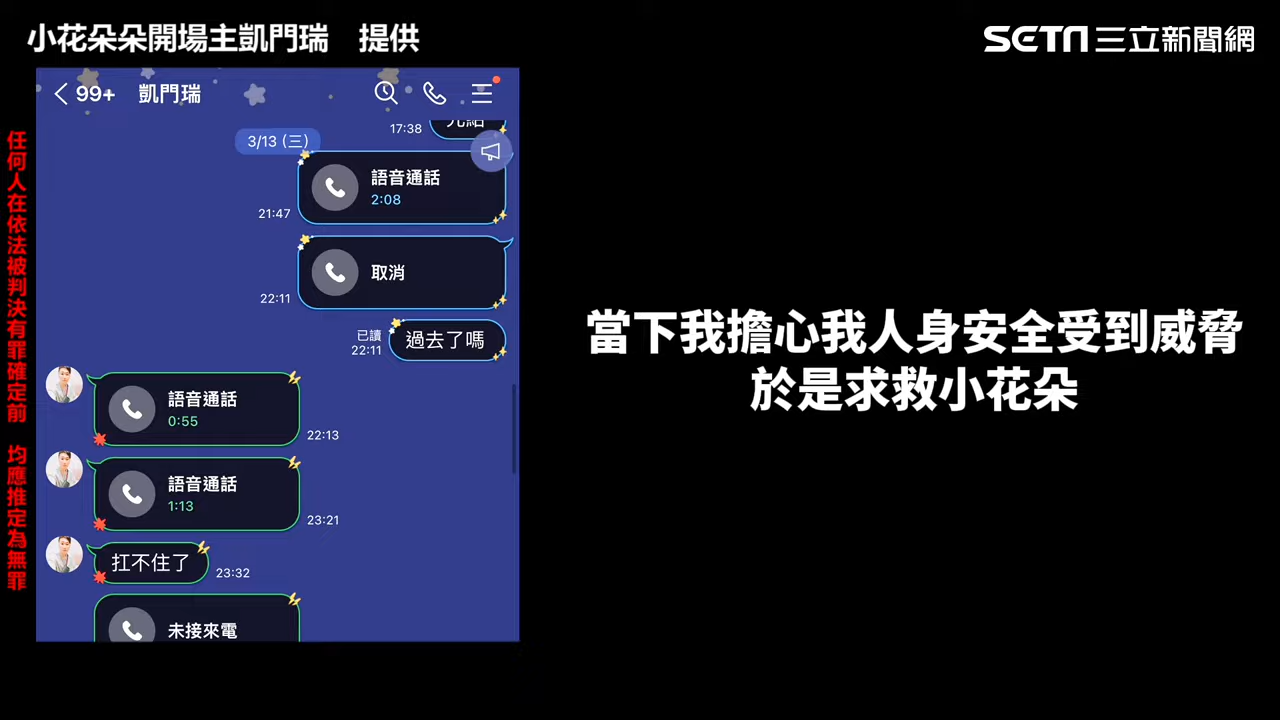 小花朵朵開場主凱門瑞 提供
SETN三立新聞網
任何人在依法被判決有罪確定前 均應推定為無罪
99+ 凱門瑞
17:38
3/13 (三)
語音通話
2:08
21:47
取消
22:11
過去了嗎
已讀
22:11
語音通話
0:55
22:13
語音通話
1:13
23:21
扛不住了
23:32
未接來電
當下我擔心我人身安全受到威脅
於是求救小花朵